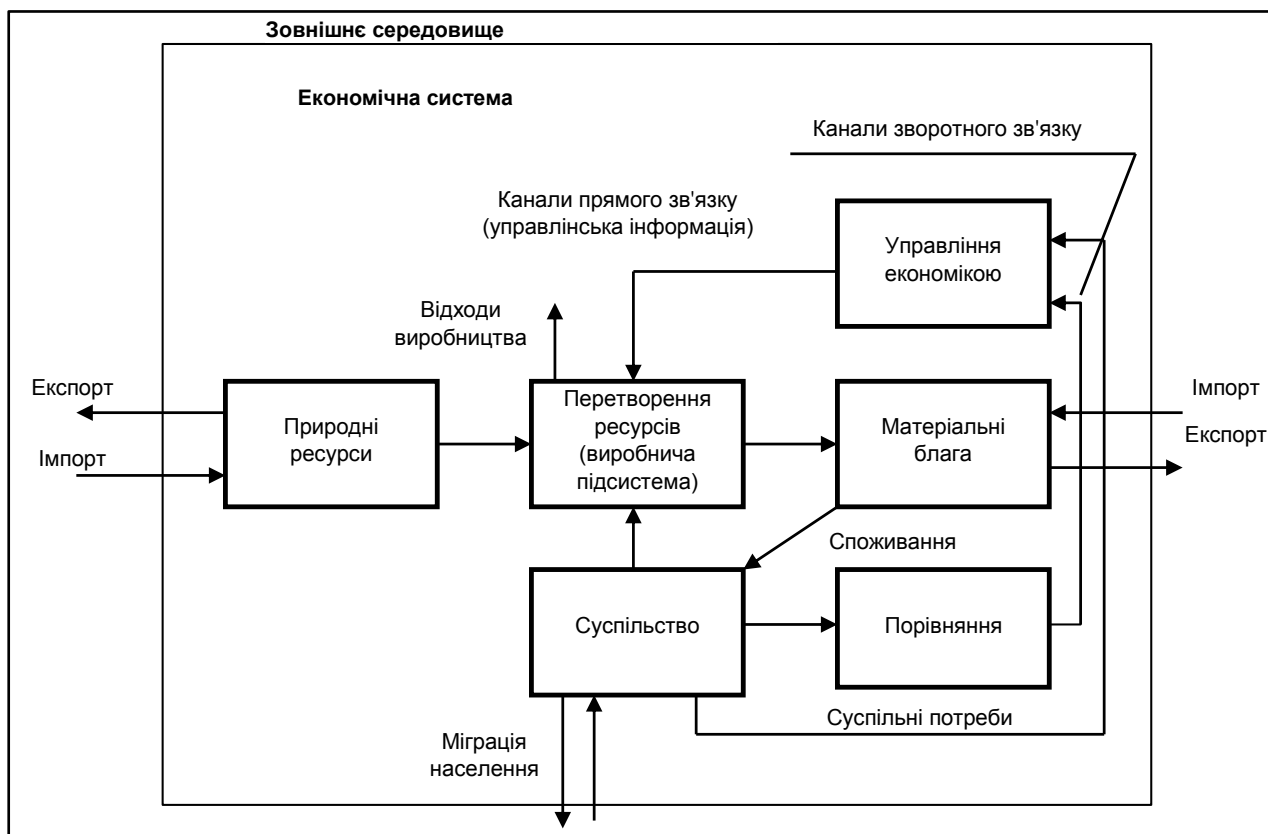 Зовнішнє середовище
Економічна система
Канали зворотного зв'язку
Канали прямого зв'язку
(управлінська інформація)
Управління
економікою
Відходи
виробництва
Експорт
Імпорт
Природні
ресурси
Перетворення
ресурсів
(виробнича
підсистема)
Матеріальні
блага
Імпорт
Експорт
Споживання
Суспільство
Порівняння
Суспільні потреби
Міграція
населення